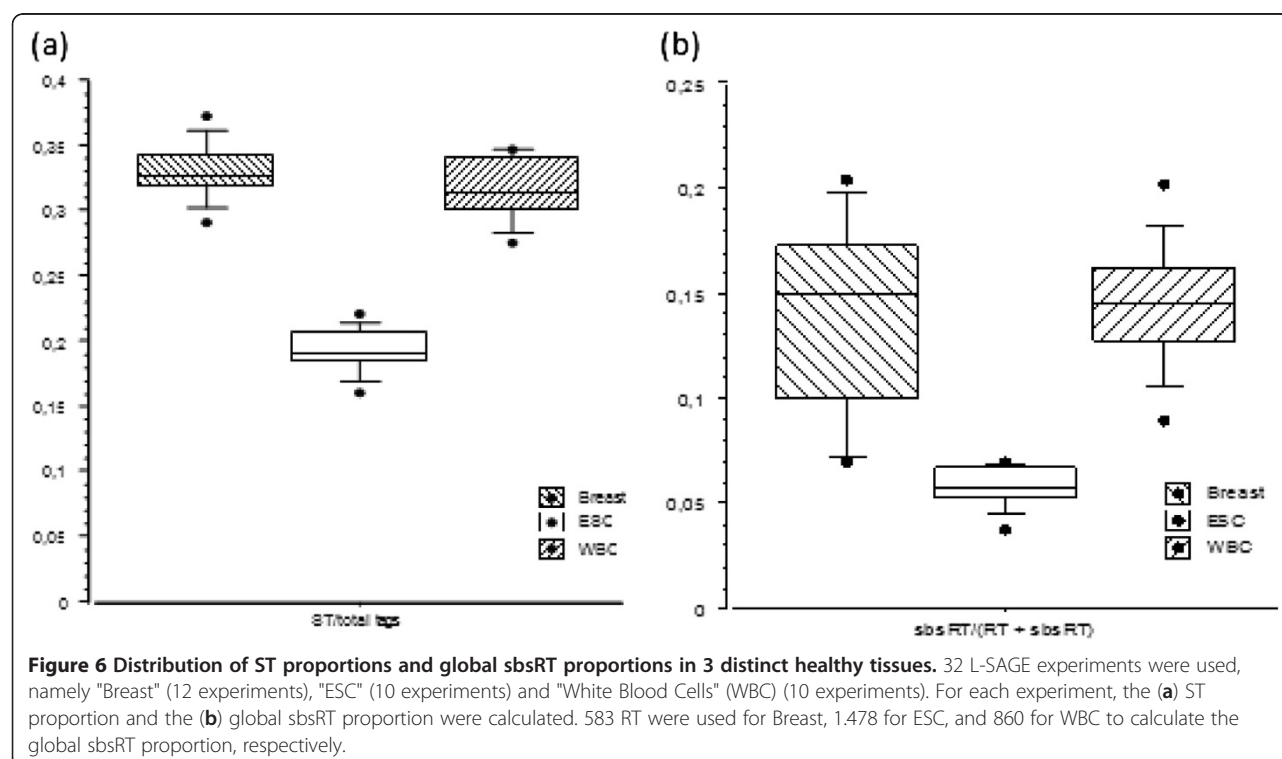 (a)
0,4
0,35
0,3
0,25
0,2
0,15
0,1
0,05
0
Breast
ESC
WBC
ST/total tags
(b)
0,25
0,2
0,15
0,1
0,05
0
Breast
ESC
WBC
sbsRT/(RT + sbsRT)
Figure 6 Distribution of ST proportions and global sbsRT proportions in 3 distinct healthy tissues. 32 L-SAGE experiments were used,
namely "Breast" (12 experiments), "ESC" (10 experiments) and "White Blood Cells" (WBC) (10 experiments). For each experiment, the (a) ST
proportion and the (b) global sbsRT proportion were calculated. 583 RT were used for Breast, 1.478 for ESC, and 860 for WBC to calculate the
global sbsRT proportion, respectively.